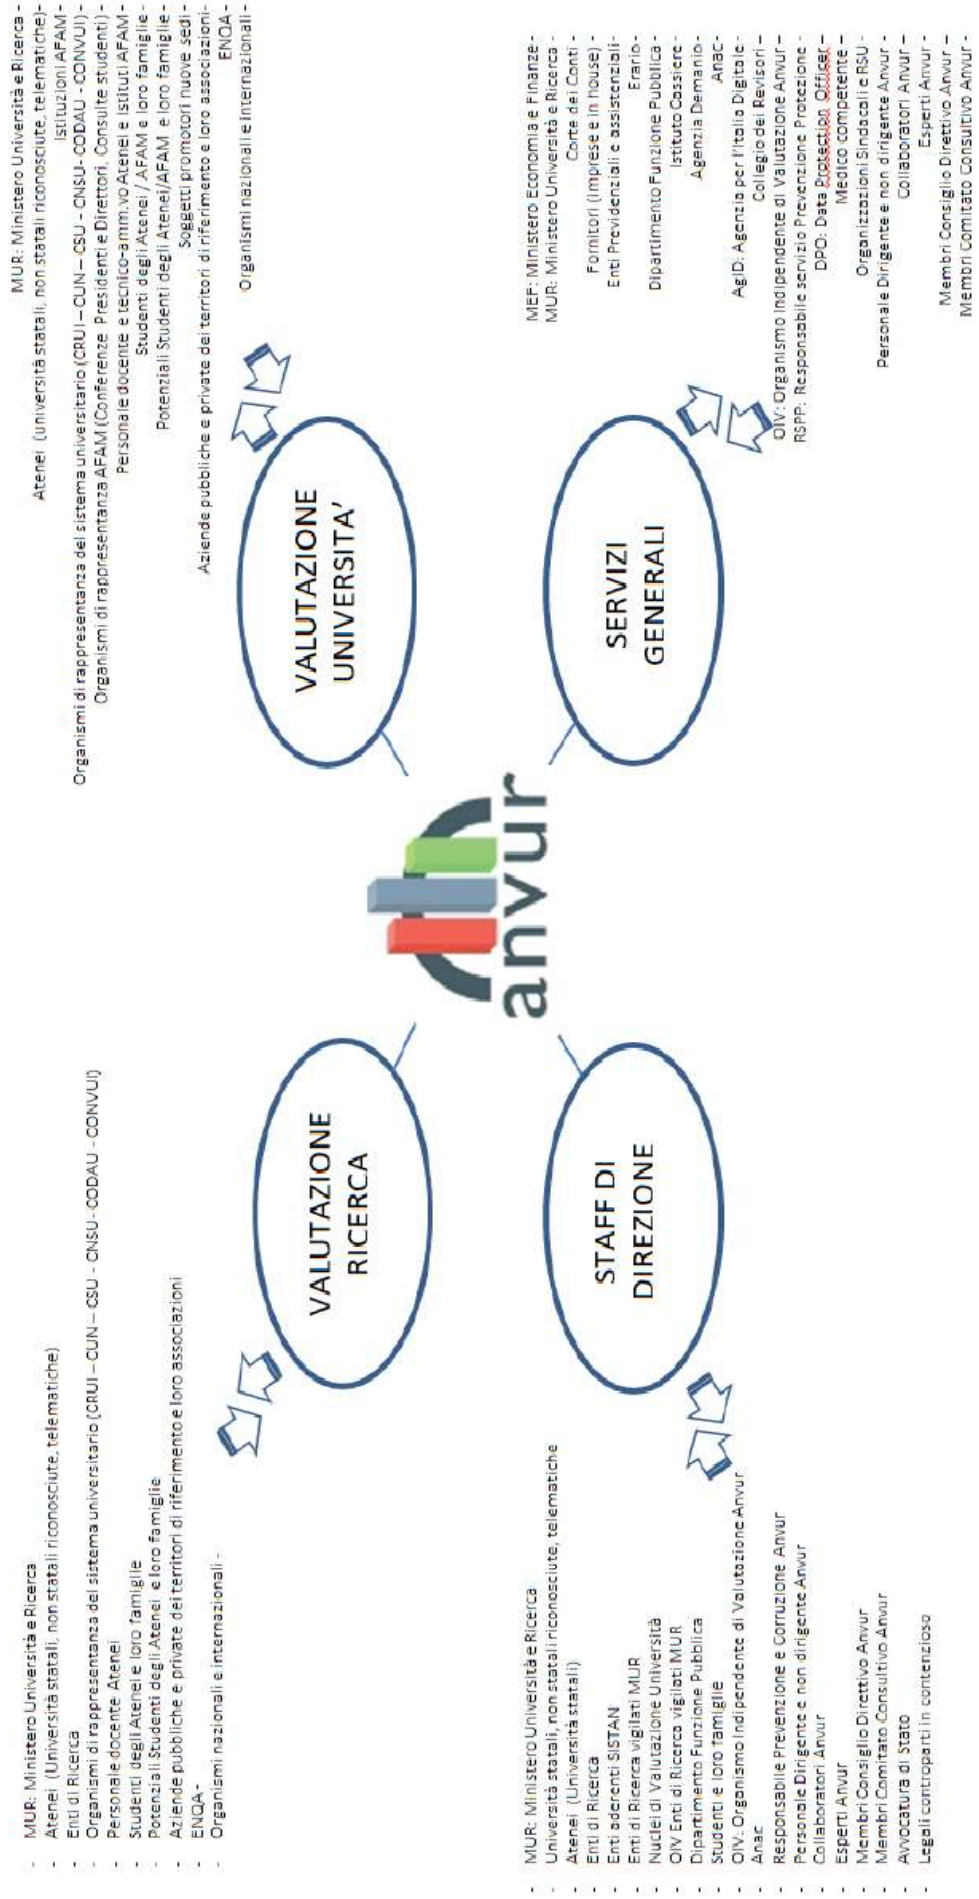 - MUR: Ministero Università e Ricerca
- Atenei (Università statali, non statali riconosciute, telematiche)
- Enti di Ricerca
- Organismi di rappresentanza del sistema universitario (CRUI – CUN – CSU - CNSU - CODAU - CONVUI)
- Personale docente Atenei
- Studenti degli Atenei e loro famiglie
- Potenziali Studenti degli Atenei e loro famiglie
- Aziende pubbliche e private dei territori di riferimento e loro associazioni
- ENQA -
- Organismi nazionali e internazionali -
VALUTAZIONE
RICERCA
MUR: Ministero Università e Ricerca -
Atenei (università statali, non statali riconosciute, telematiche)-
Istituzioni AFAM-
Organismi di rappresentanza del sistema universitario (CRUI – CUN – CSU - CNSU - CODAU - CONVUI) -
Organismi di rappresentanza AFAM (Conferenze Presidenti e Direttori, Consulte studenti) -
Personale docente e tecnico-amm.vo Atenei e Istituti AFAM-
Studenti degli Atenei / AFAM e loro famiglie-
Potenziali Studenti degli Atenei/AFAM e loro famiglie-
Soggetti promotori nuove sedi-
Aziende pubbliche e private dei territori di riferimento e loro associazioni-
ENQA-
Organismi nazionali e internazionali -
VALUTAZIONE
UNIVERSITA’
anvur
- MUR: Ministero Università e Ricerca
- Università statali, non statali riconosciute, telematiche
- Atenei (Università statali)
- Enti di Ricerca
- Enti aderenti SISTAN
- Enti di Ricerca vigilati MUR
- Nuclei di Valutazione Università
- OIV Enti di Ricerca vigilati MUR
- Dipartimento Funzione Pubblica
- Studenti e loro famiglie
- OIV: Organismo Indipendente di Valutazione Anvur
- Anac
- Responsabile Prevenzione e Corruzione Anvur
- Personale Dirigente e non dirigente Anvur
- Collaboratori Anvur
- Esperti Anvur
- Membri Consiglio Direttivo Anvur
- Membri Comitato Consultivo Anvur
- Avvocatura di Stato
- Legali controparti in contenzioso
STAFF DI
DIREZIONE
MEF: Ministero Economia e Finanze-
MUR: Ministero Università e Ricerca -
Corte dei Conti -
Fornitori (imprese e in house) -
Enti Previdenziali e assistenziali-
Erario-
Dipartimento Funzione Pubblica-
Istituto Cassiere-
Agenzia Demanio-
Anac-
AgID: Agenzia per l'Italia Digitale-
Collegio dei Revisori –
OIV: Organismo Indipendente di Valutazione Anvur –
RSPP: Responsabile servizio Prevenzione Protezione -
DPO: Data Protection Officer –
Medico competente –
Organizzazioni Sindacali e RSU -
Personale Dirigente e non dirigente Anvur -
Collaboratori Anvur –
Esperti Anvur -
Membri Consiglio Direttivo Anvur –
Membri Comitato Consultivo Anvur -
SERVIZI
GENERALI